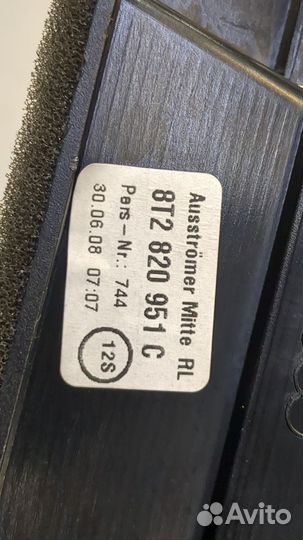 Ausströmer Mitte RL
8T2 820 951 C
Pers-Nr.: 744
30.06.08 07:07
12S
Avito